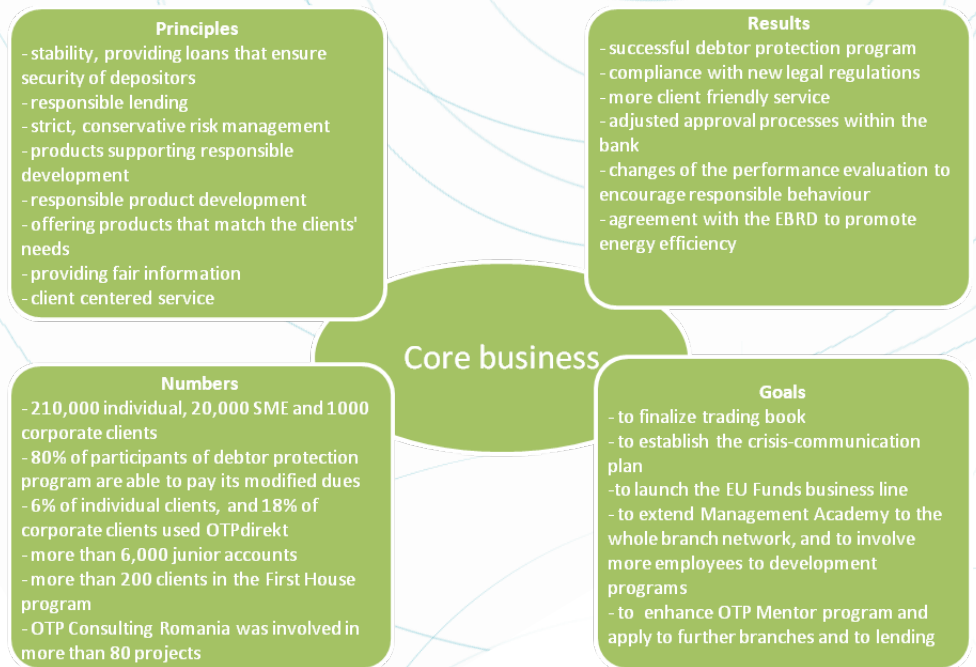 Principles
- stability, providing loans that ensure
security of depositors
- responsible lending
- strict, conservative risk management
- products supporting responsible
development
- responsible product development
- offering products that match the clients'
needs
- providing fair information
- client centered service
Results
- successful debtor protection program
- compliance with new legal regulations
- more client friendly service
- adjusted approval processes within the
bank
- changes of the performance evaluation to
encourage responsible behaviour
- agreement with the EBRD to promote
energy efficiency
Core business
Numbers
- 210,000 individual, 20,000 SME and 1000
corporate clients
- 80% of participants of debtor protection
program are able to pay its modified dues
- 6% of individual clients, and 18% of
corporate clients used OTPdirekt
- more than 6,000 junior accounts
- more than 200 clients in the First House
program
- OTP Consulting Romania was involved in
more than 80 projects
Goals
- to finalize trading book
- to establish the crisis-communication
plan
-to launch the EU Funds business line
- to extend Management Academy to the
whole branch network, and to involve
more employees to development
programs
- to enhance OTP Mentor program and
apply to further branches and to lending